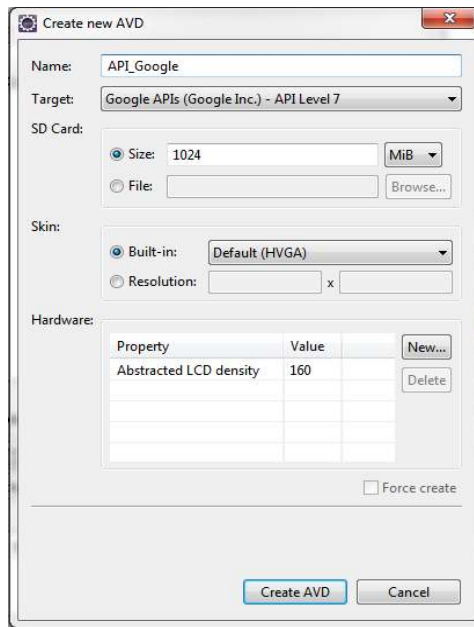 Create new AVD
Name: API_Google
Target: Google APIs (Google Inc.) - API Level 7
SD Card:
Size: 1024 MiB
File: Browse...
Skin:
Built-in: Default (HVGA)
Resolution: x
Hardware:
Property Value New...
Abstracted LCD density 160 Delete
Force create
Create AVD Cancel